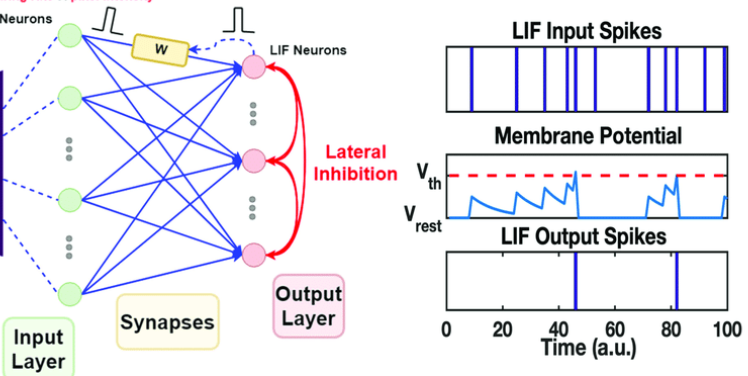 Neurons
W
LIF Neurons
Lateral
Inhibition
Output
Layer
Synapses
Input
Layer
LIF Input Spikes
Membrane Potential
Vth
Vrest
LIF Output Spikes
0 20 40 60 80 100
Time (a.u.)